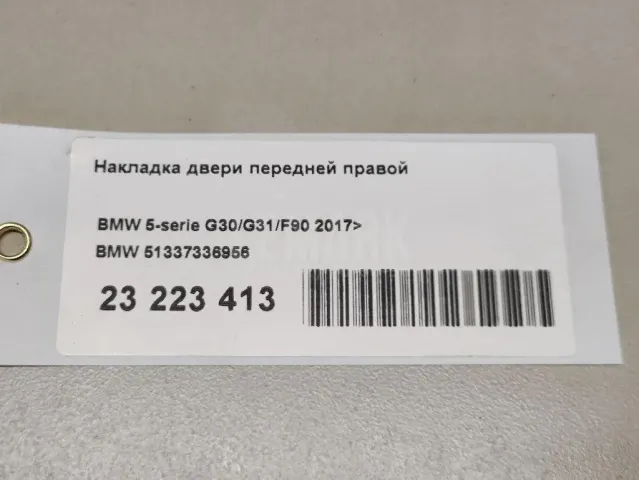 Накладка двери передней правой
BMW 5-serie G30/G31/F90 2017>
BMW 51337336956
23 223 413